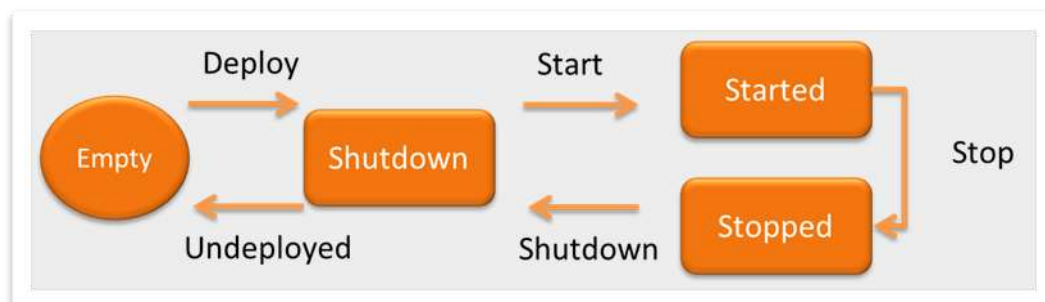 Deploy
Start
Started
Empty
Shutdown
Stop
Undeployed
Shutdown
Stopped